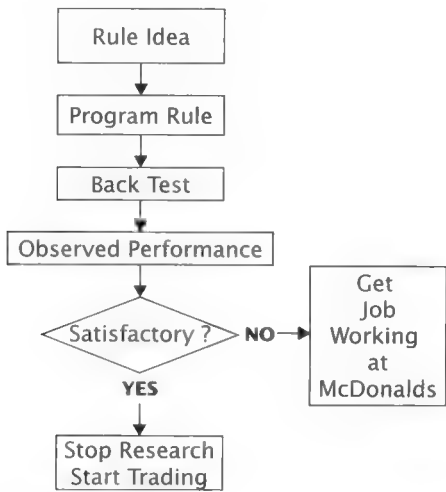 Rule Idea
Program Rule
Back Test
Observed Performance
Satisfactory ?
NO
Get
Job
Working
at
McDonalds
YES
Stop Research
Start Trading